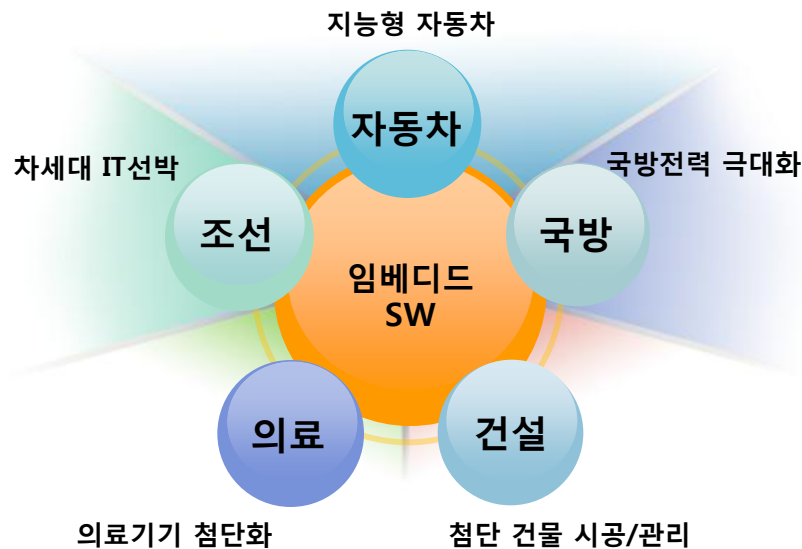 지능형 자동차
자동차
차세대 IT선박
국방전력 극대화
조선
국방
임베디드
SW
의료
건설
의료기기 첨단화
첨단 건물 시공/관리